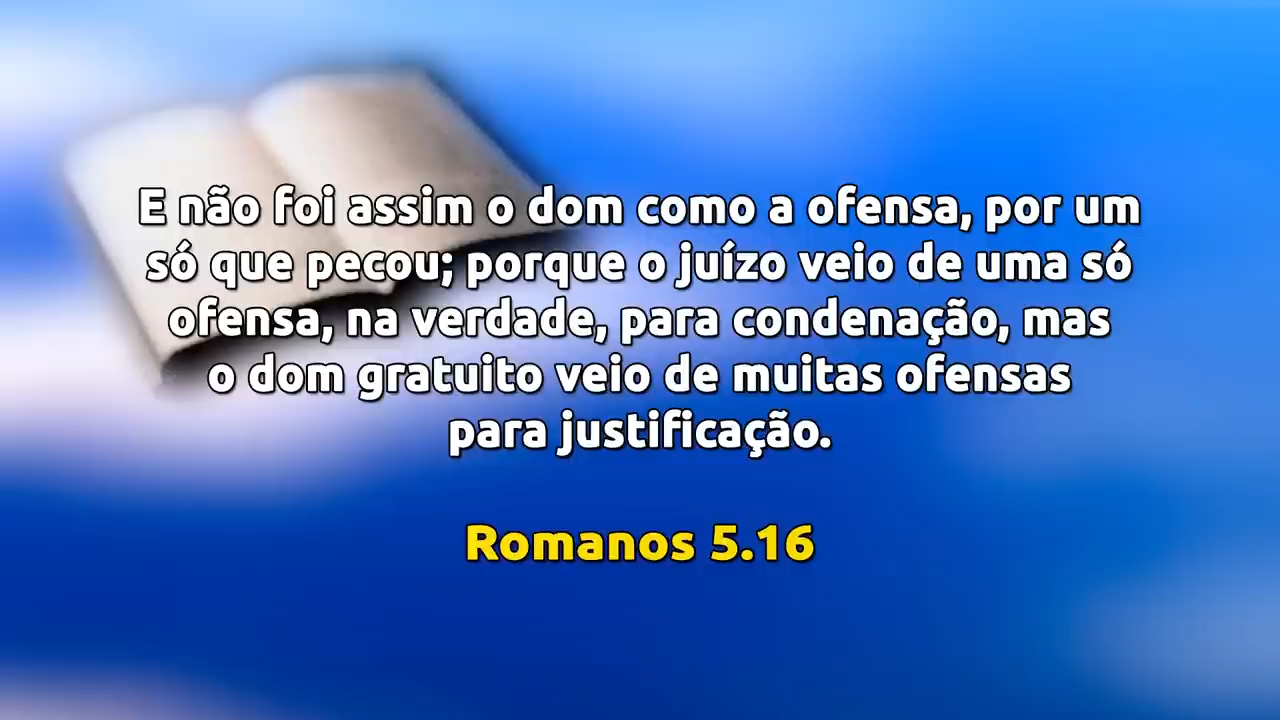 E não foi assim o dom como a ofensa, por um
só que pecou; porque o juízo veio de uma só
ofensa, na verdade, para condenação, mas
o dom gratuito veio de muitas ofensas
para justificação.
Romanos 5.16